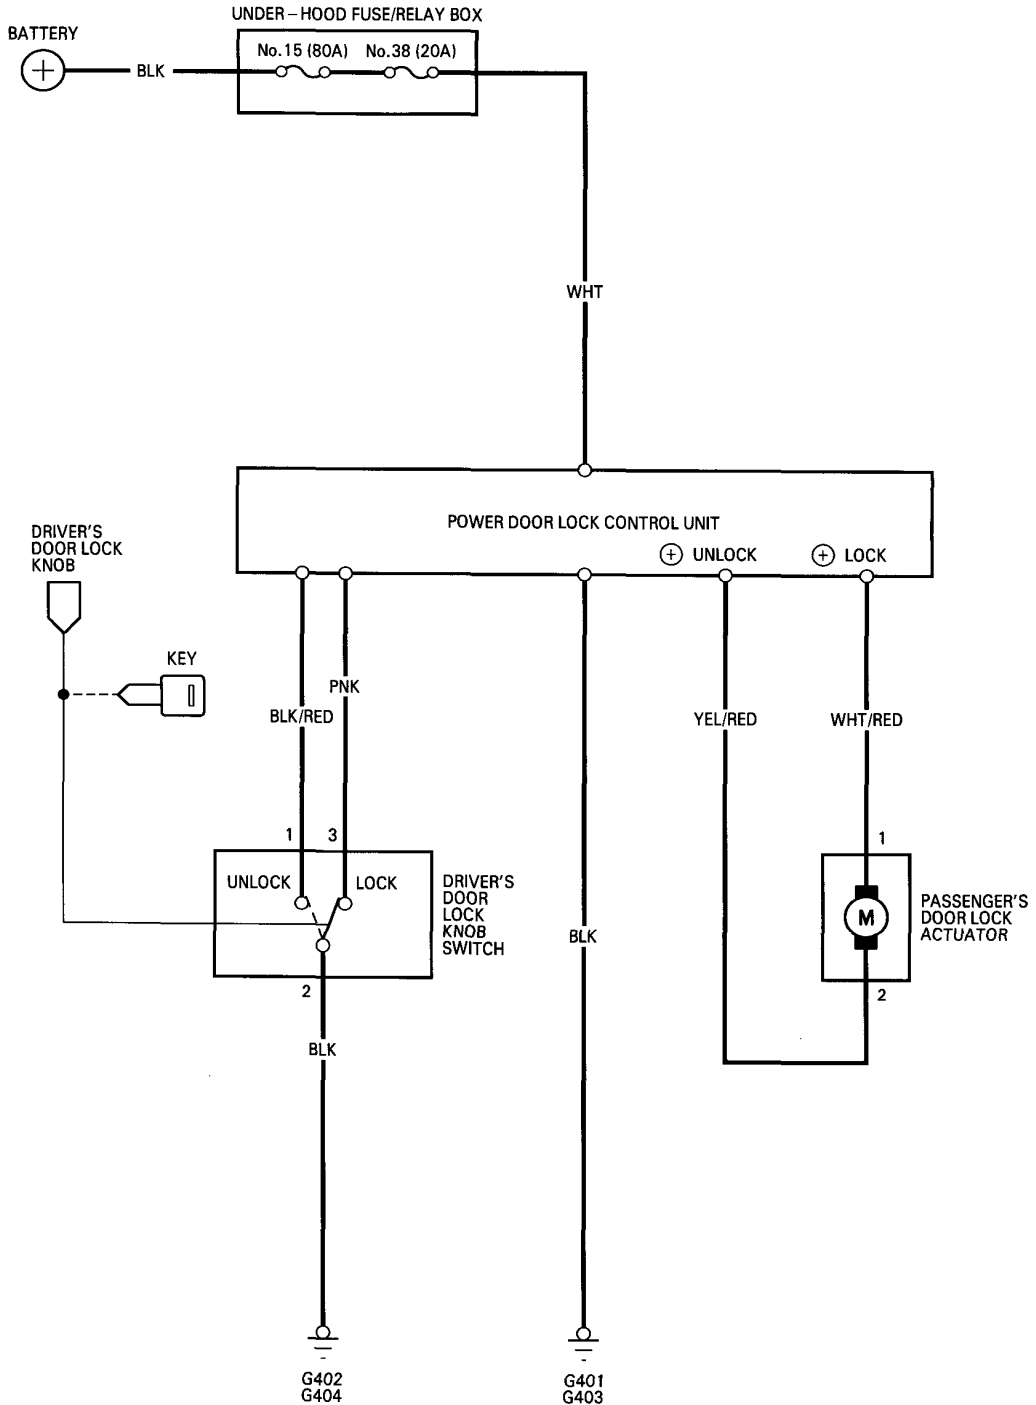 UNDER-HOOD FUSE/RELAY BOX
BATTERY
No.15 (80A) No.38 (20A)
+
BLK
WHT
POWER DOOR LOCK CONTROL UNIT
+ UNLOCK
+ LOCK
DRIVER'S
DOOR LOCK
KNOB
KEY
PNK
BLK/RED
YEL/RED
WHT/RED
1
3
1
UNLOCK
LOCK
DRIVER'S
DOOR
LOCK
KNOB
SWITCH
M
PASSENGER'S
DOOR LOCK
ACTUATOR
BLK
2
2
BLK
G402
G404
G401
G403